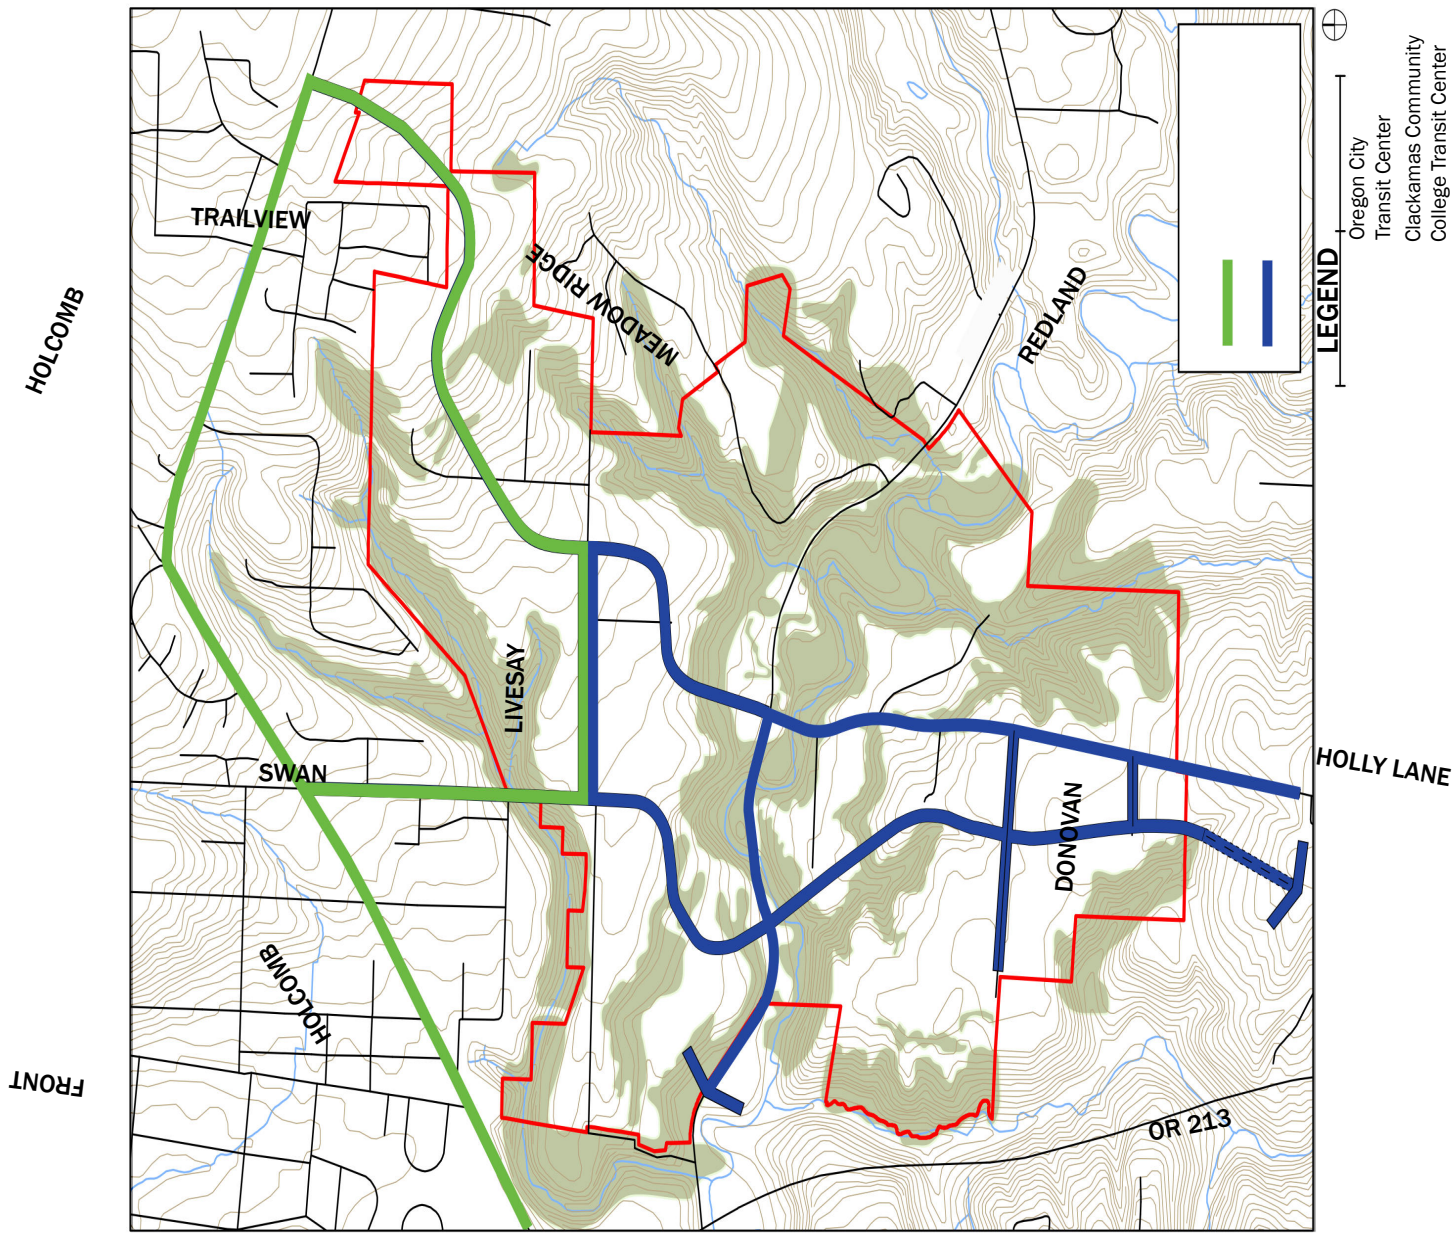 TRAILVIEW
HOLCOMB
MEADOW RIDGE
REDLAND
LIVESAY
SWAN
HOLLY LANE
DONOVAN
HOLCOMB
FRONT
OR 213
LEGEND
Oregon City
Transit Center
Clackamas Community
College Transit Center